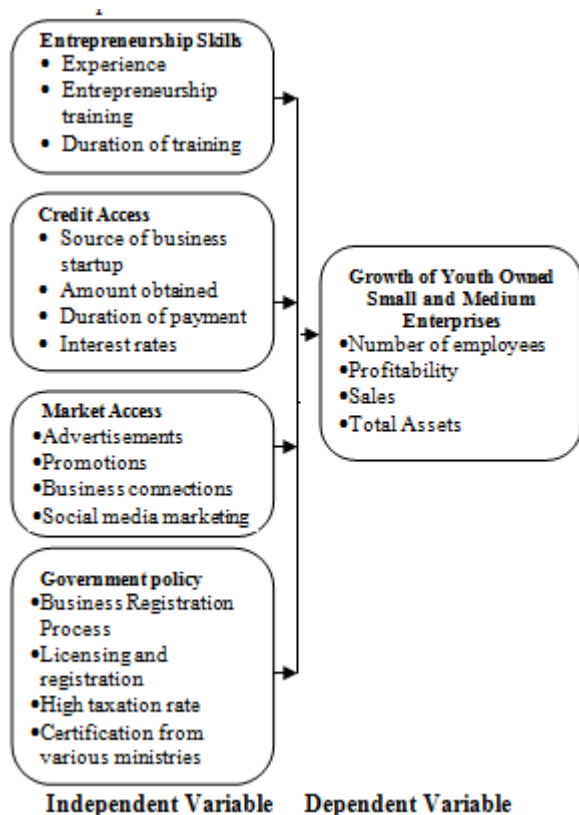 Entrepreneurship Skills
• Experience
• Entrepreneurship
training
• Duration of training
Credit Access
• Source of business
startup
• Amount obtained
• Duration of payment
• Interest rates
Market Access
•Advertisements
•Promotions
•Business connections
•Social media marketing
Government policy
•Business Registration
Process
•Licensing and
registration
•High taxation rate
•Certification from
various ministries
Growth of Youth Owned
Small and Medium
Enterprises
•Number of employees
•Profitability
•Sales
•Total Assets
Independent Variable
Dependent Variable